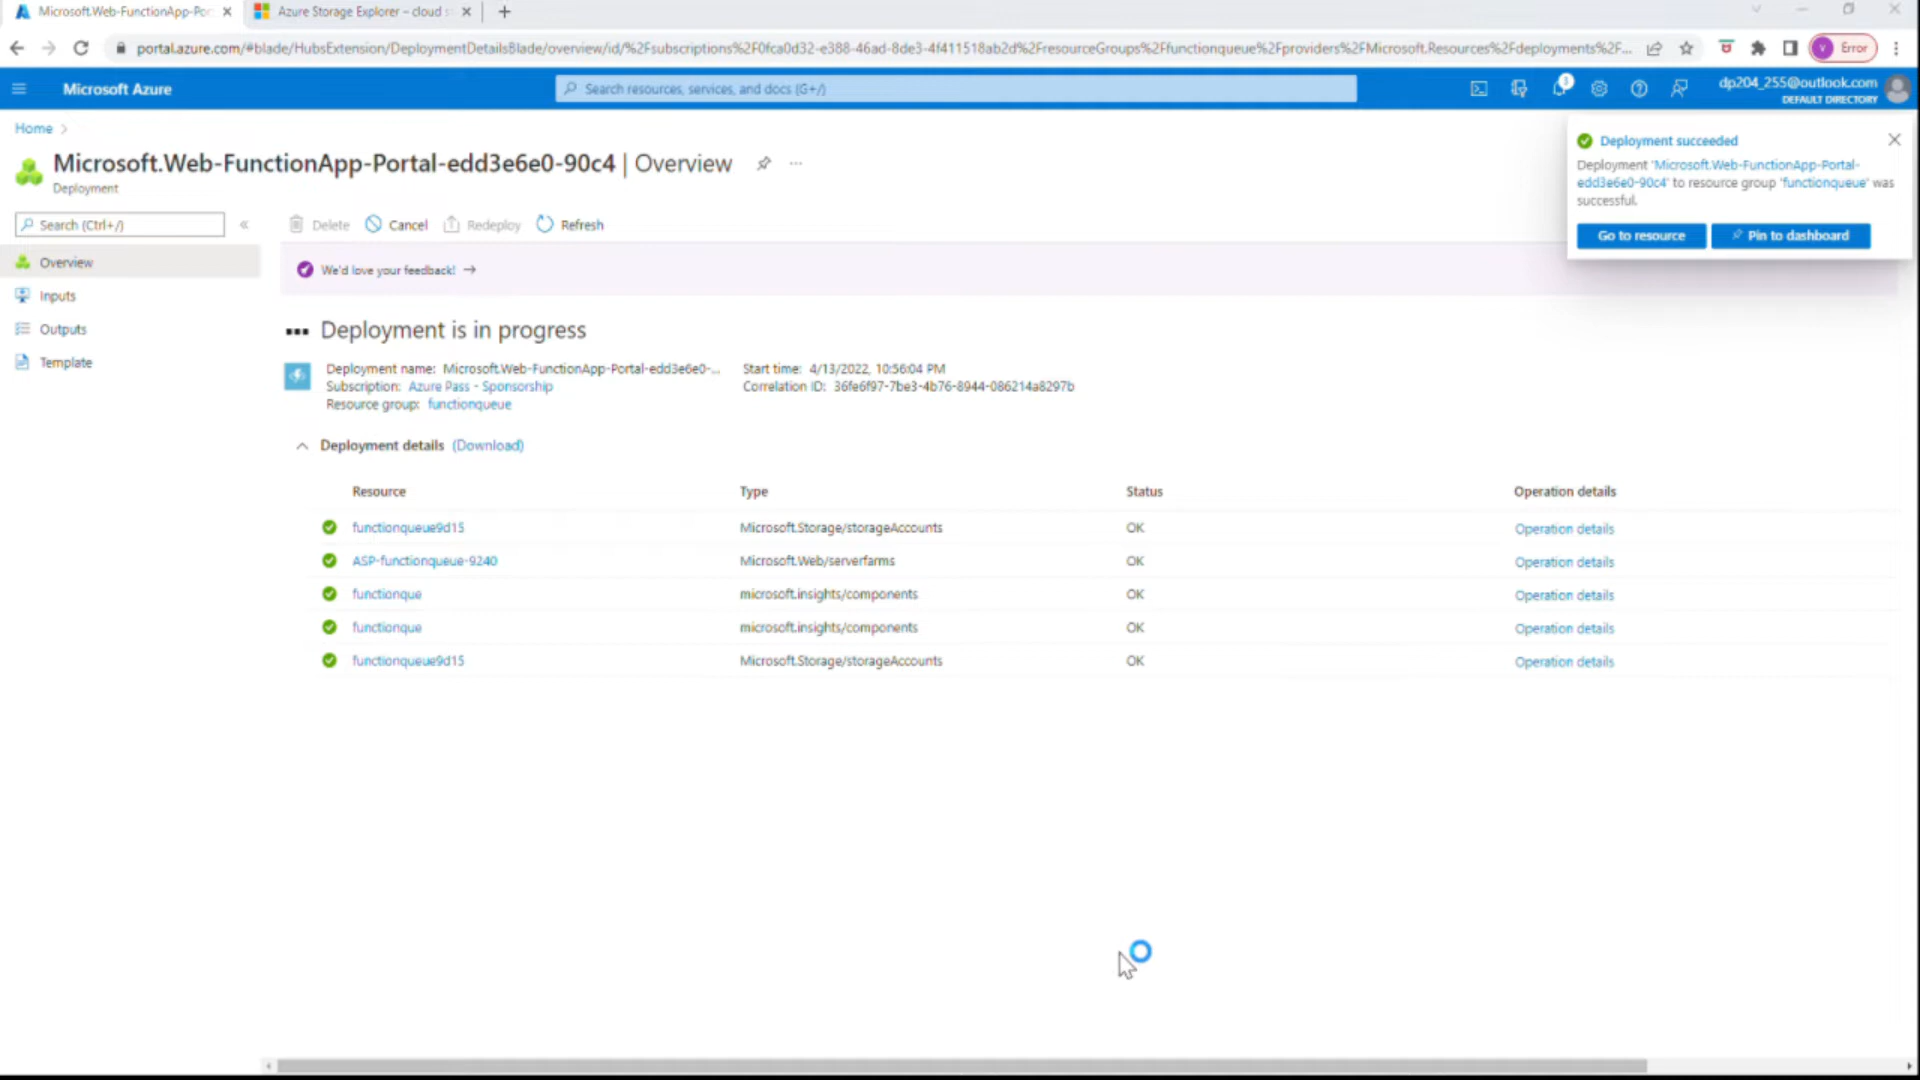 Microsoft.Web-FunctionApp-Por
Azure Storage Explorer – cloud s
portal.azure.com/#blade/HubsExtension/DeploymentDetailsBlade/overview/id/%2Fsubscriptions%2F0fca0d32-e388-46ad-8de3-4f411518ab2d%2FresourceGroups%2Ffunctionqueue%2Fproviders%2FMicrosoft.Resources%2Fdeployments%2F...
V Error
Microsoft Azure
Search resources, services, and docs (G+/)
dp204_255@outlook.com
DEFAULT DIRECTORY
Home >
Microsoft.Web-FunctionApp-Portal-edd3e6e0-90c4 | Overview
Deployment
Deployment succeeded
Deployment 'Microsoft.Web-FunctionApp-Portal-
edd3e6e0-90c4' to resource group 'functionqueue' was
successful.
Go to resource
Pin to dashboard
Search (Ctrl+/)
«
Delete
Cancel
Redeploy
Refresh
Overview
Inputs
Outputs
Template
We'd love your feedback! →
Deployment is in progress
Deployment name: Microsoft.Web-FunctionApp-Portal-edd3e6e0-...
Subscription: Azure Pass - Sponsorship
Resource group: functionqueue
Start time: 4/13/2022, 10:56:04 PM
Correlation ID: 36fe6f97-7be3-4b76-8944-086214a8297b
Deployment details (Download)
Resource Type Status Operation details
functionqueue9d15 Microsoft.Storage/storageAccounts OK Operation details
ASP-functionqueue-9240 Microsoft.Web/serverfarms OK Operation details
functionque microsoft.insights/components OK Operation details
functionque microsoft.insights/components OK Operation details
functionqueue9d15 Microsoft.Storage/storageAccounts OK Operation details